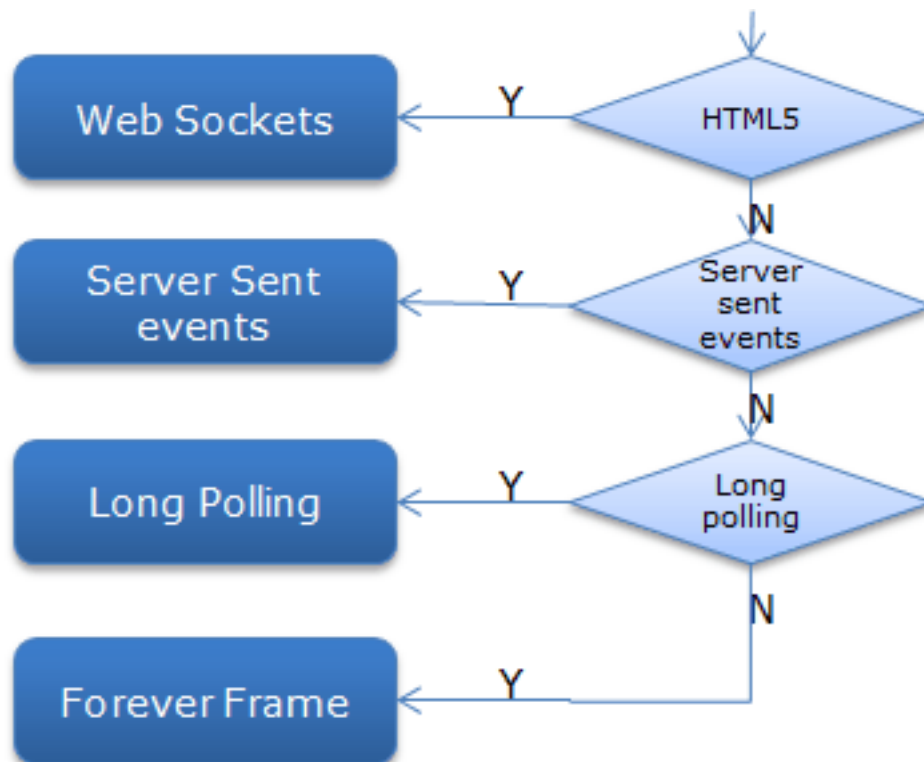 Web Sockets
Y
HTML5
N
Server Sent
events
Y
Server
sent
events
N
Long Polling
Y
Long
polling
N
Forever Frame
Y